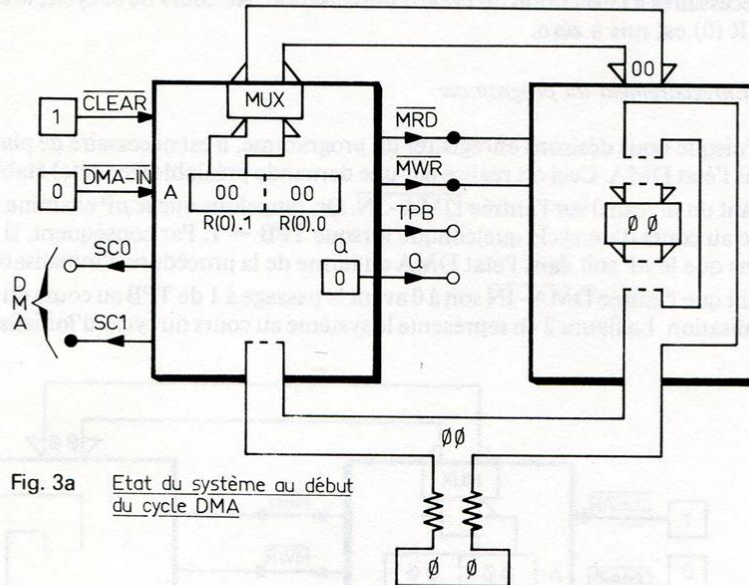 CLEAR
1
DMA-IN
0
MUX
A
00 00
R(0).1 R(0).0
Q
MRD
MWR
TPB
Q
00
ØØ
SC0
SC1
DMA
ØØ
Ø Ø
Fig. 3a Etat du système au début
du cycle DMA